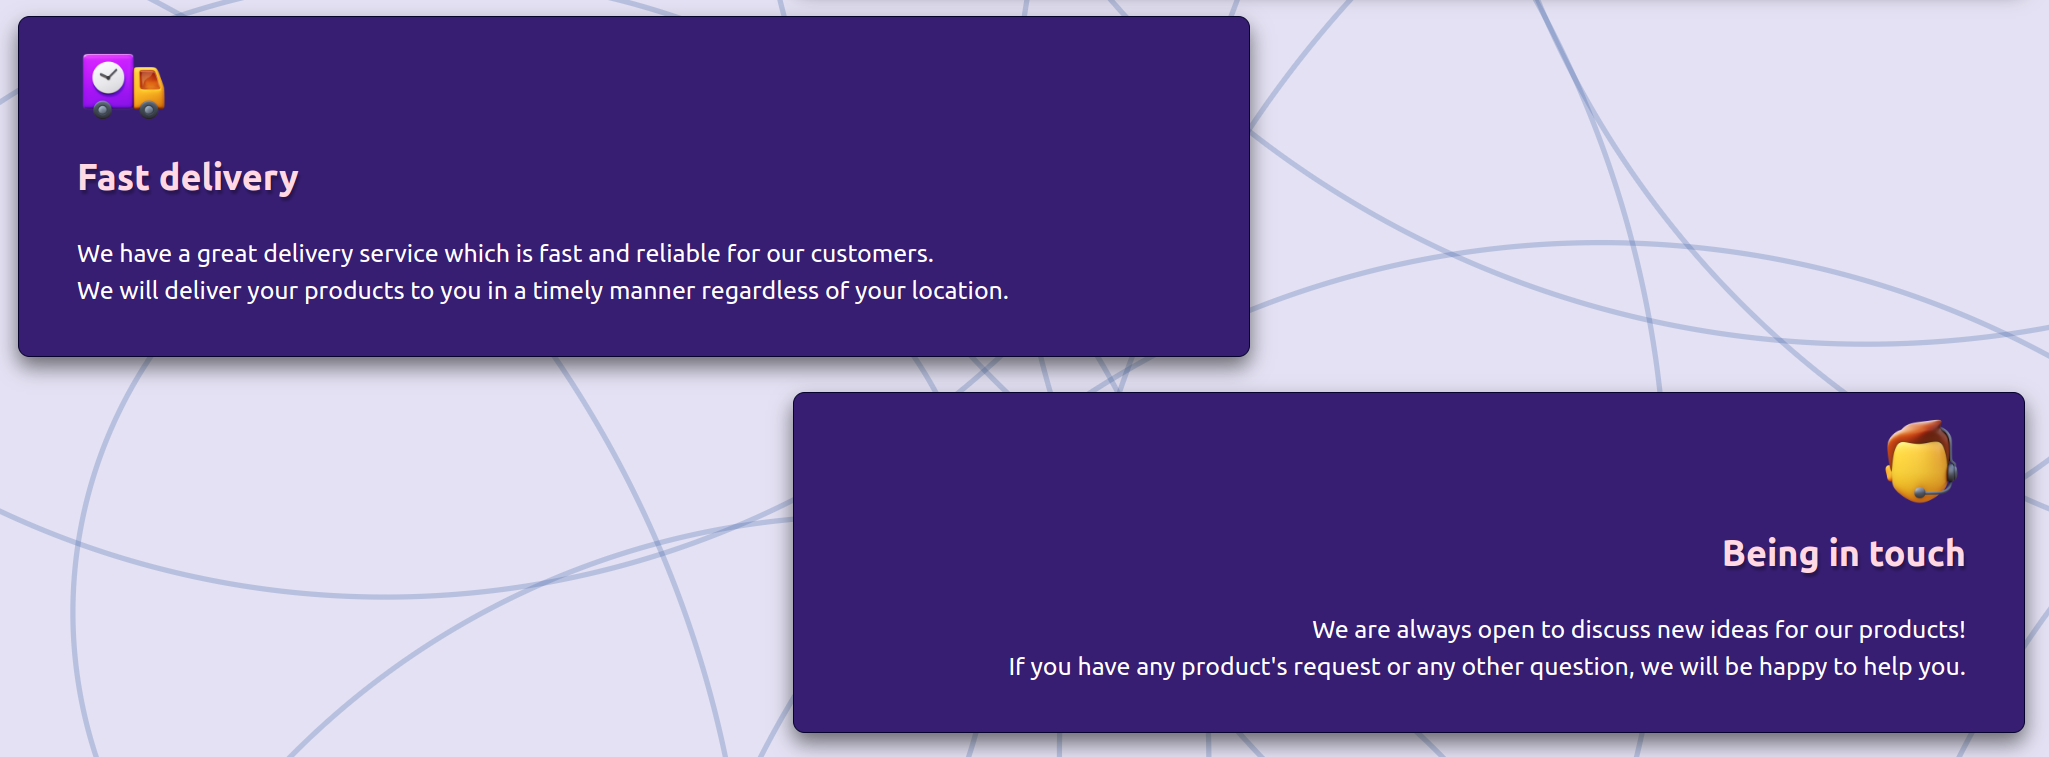 Fast delivery
We have a great delivery service which is fast and reliable for our customers.
We will deliver your products to you in a timely manner regardless of your location.
Being in touch
We are always open to discuss new ideas for our products!
If you have any product's request or any other question, we will be happy to help you.